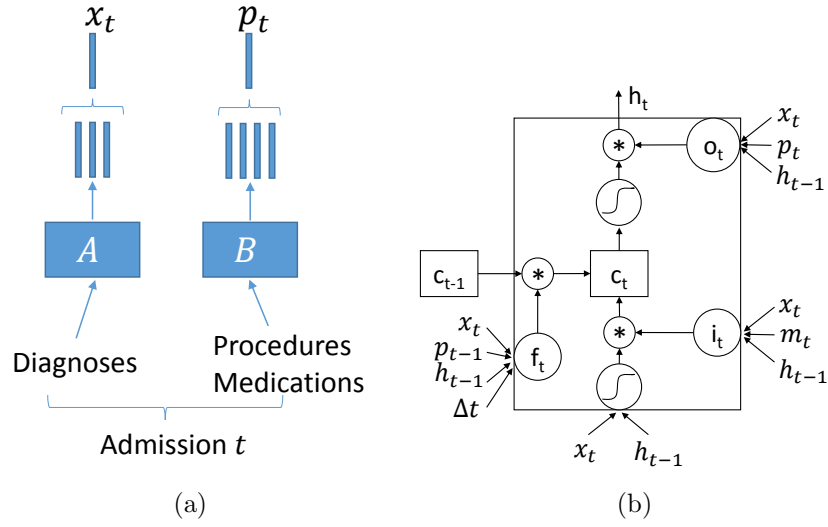 x_t
p_t
A
B
Diagnoses
Procedures
Medications
Admission t
(a)
h_t
*
o_t
x_t
p_t
h_{t-1}
c_{t-1}
*
c_t
x_t
p_{t-1}
h_{t-1}
Δt
f_t
*
i_t
x_t
m_t
h_{t-1}
x_t
h_{t-1}
(b)